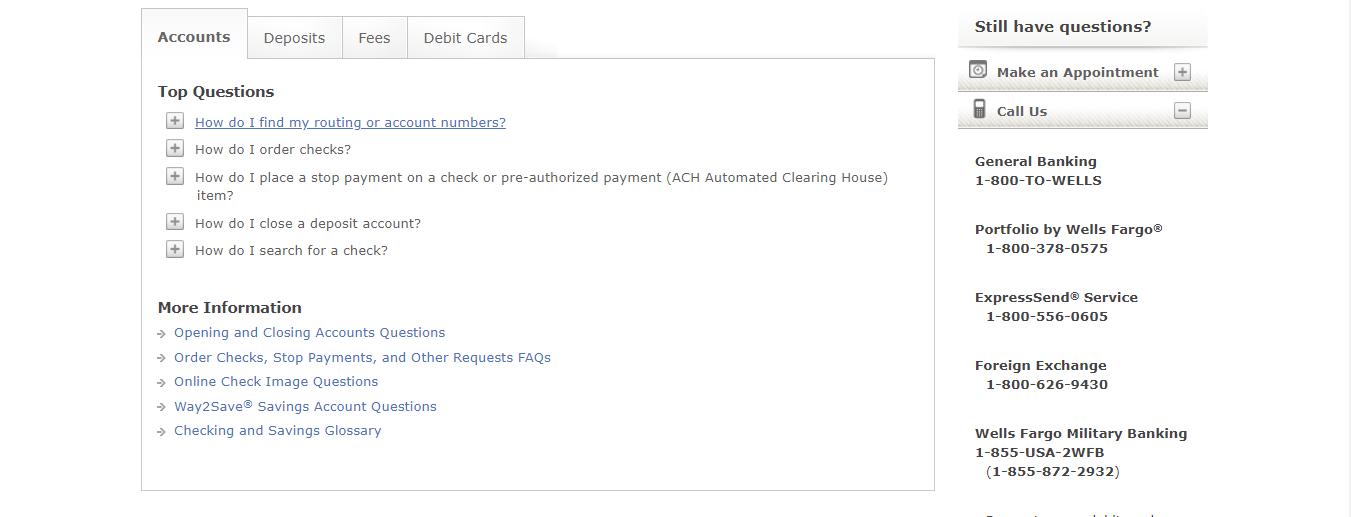 Accounts
Deposits
Fees
Debit Cards
Top Questions
How do I find my routing or account numbers?
How do I order checks?
How do I place a stop payment on a check or pre-authorized payment (ACH Automated Clearing House)
item?
How do I close a deposit account?
How do I search for a check?
More Information
Opening and Closing Accounts Questions
Order Checks, Stop Payments, and Other Requests FAQs
Online Check Image Questions
Way2Save® Savings Account Questions
Checking and Savings Glossary
Still have questions?
Make an Appointment
Call Us
General Banking
1-800-TO-WELLS
Portfolio by Wells Fargo®
1-800-378-0575
ExpressSend® Service
1-800-556-0605
Foreign Exchange
1-800-626-9430
Wells Fargo Military Banking
1-855-USA-2WFB
(1-855-872-2932)